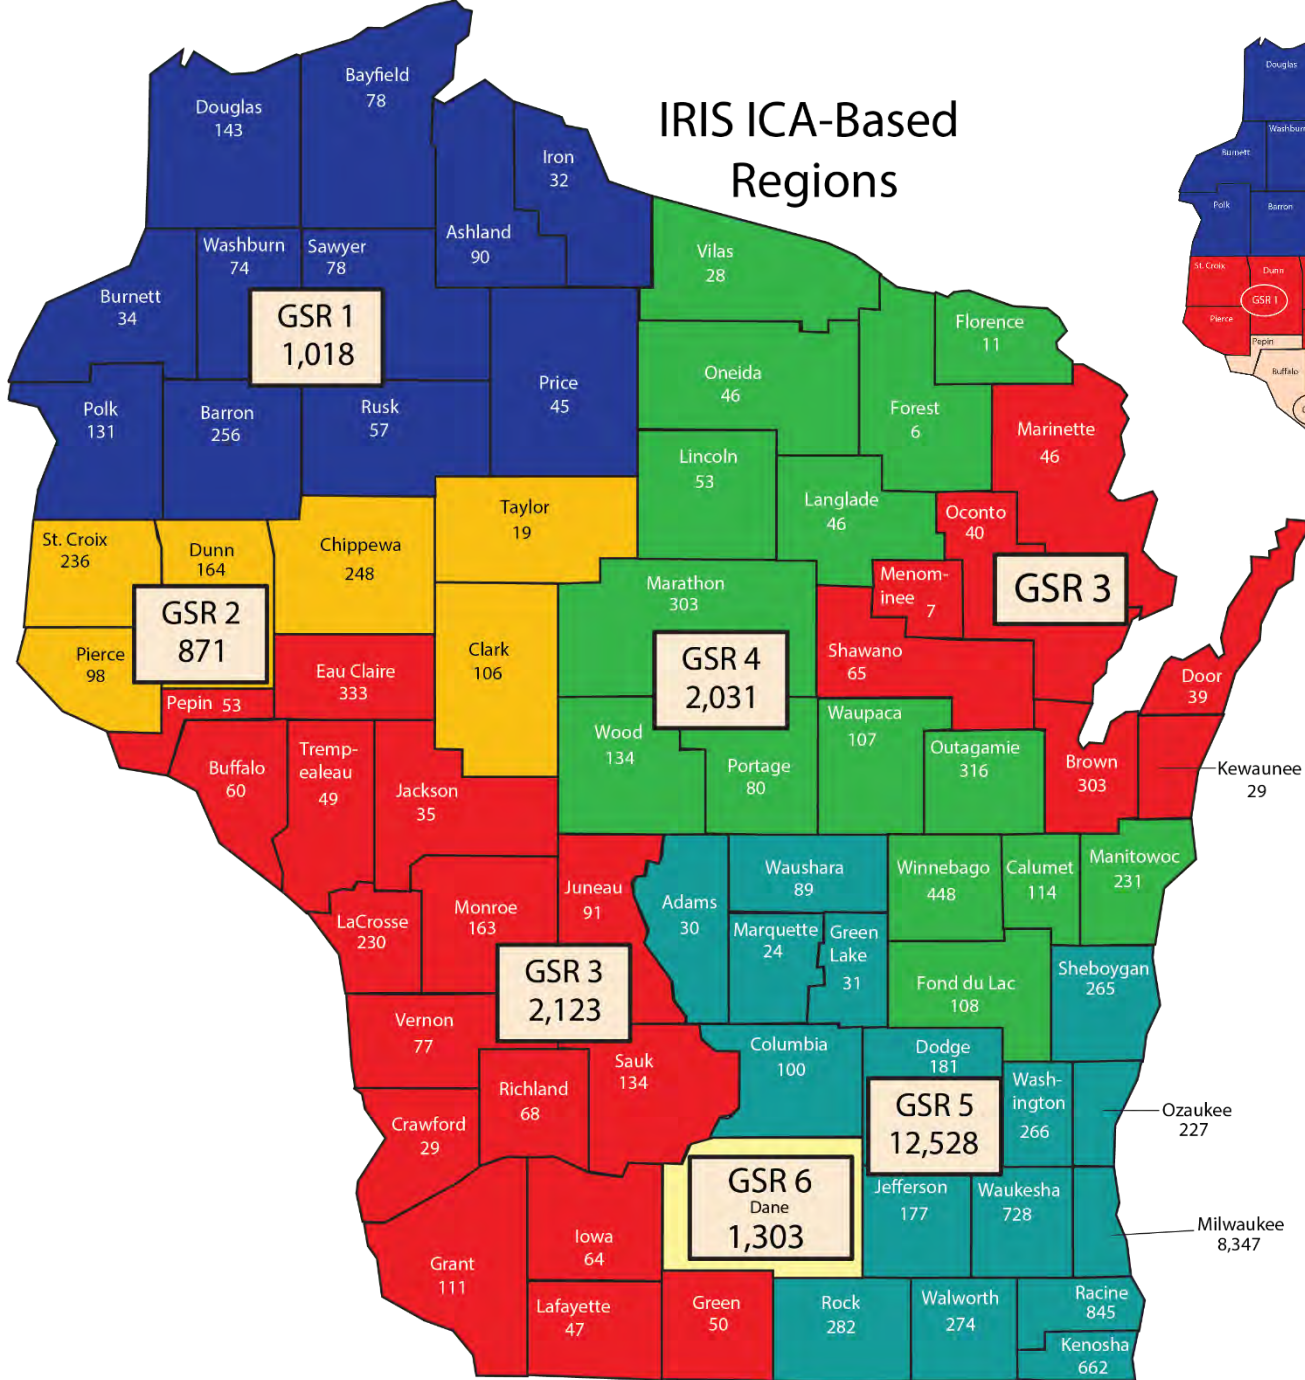 IRIS ICA-Based
Regions
Douglas
143
Bayfield
78
Iron
32
Ashland
90
Washburn
74
Sawyer
78
Burnett
34
GSR 1
1,018
Polk
131
Barron
256
Rusk
57
Price
45
Vilas
28
Florence
11
Oneida
46
Forest
6
Marinette
46
Lincoln
53
Langlade
46
Oconto
40
Taylor
19
St. Croix
236
Dunn
164
Chippewa
248
Marathon
303
Menom-
inee 7
GSR 3
GSR 2
871
Pierce
98
Clark
106
Eau Claire
333
Pepin 53
GSR 4
2,031
Shawano
65
Door
39
Wood
134
Portage
80
Waupaca
107
Outagamie
316
Brown
303
Kewaunee
29
Buffalo
60
Tremp-
ealeau
49
Jackson
35
Juneau
91
Adams
30
Waushara
89
Winnebago
448
Calumet
114
Manitowoc
231
LaCrosse
230
Monroe
163
Marquette
24
Green
Lake
31
Fond du Lac
108
Sheboygan
265
GSR 3
2,123
Vernon
77
Richland
68
Sauk
134
Columbia
100
Dodge
181
Wash-
ington
266
Ozaukee
227
GSR 5
12,528
Crawford
29
GSR 6
Dane
1,303
Jefferson
177
Waukesha
728
Milwaukee
8,347
Grant
111
Iowa
64
Lafayette
47
Green
50
Rock
282
Walworth
274
Racine
845
Kenosha
662
Douglas
Washburn
Burnett
Polk
Barron
St. Croix
Dunn
GSR 1
Pierce
Pepin
Buffalo